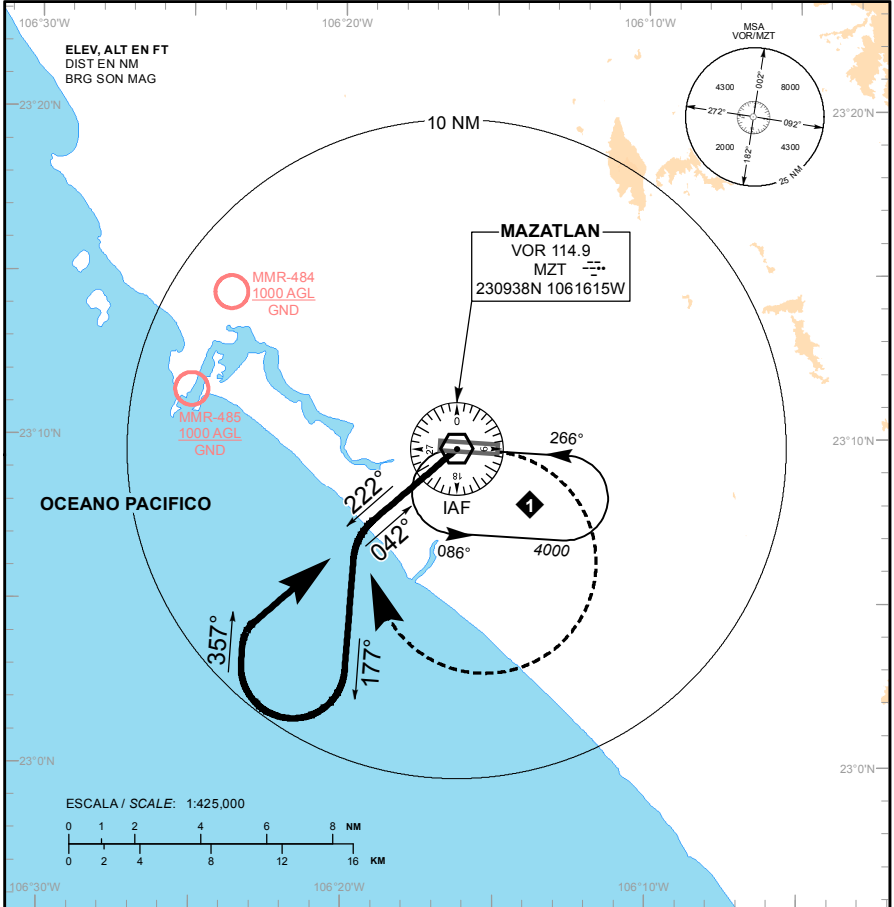 106°30'W
106°20'W
106°10'W
ELEV, ALT EN FT
DIST EN NM
BRG SON MAG
MSA
VOR/MZT
4300
002°
8000
272°
092°
2000
182°
4300
25 NM
23°20'N
23°20'N
10 NM
MAZATLAN
VOR 114.9
MZT
230938N 1061615W
MMR-484
1000 AGL
GND
MMR-485
1000 AGL
GND
0
27
9
18
IAF
23°10'N
23°10'N
266°
1
086°
4000
OCEANO PACIFICO
222°
042°
357°
177°
23°0'N
23°0'N
ESCALA / SCALE: 1:425,000
0 1 2 4 6 8 NM
0 2 4 8 12 16 KM
106°30'W
106°20'W
106°10'W